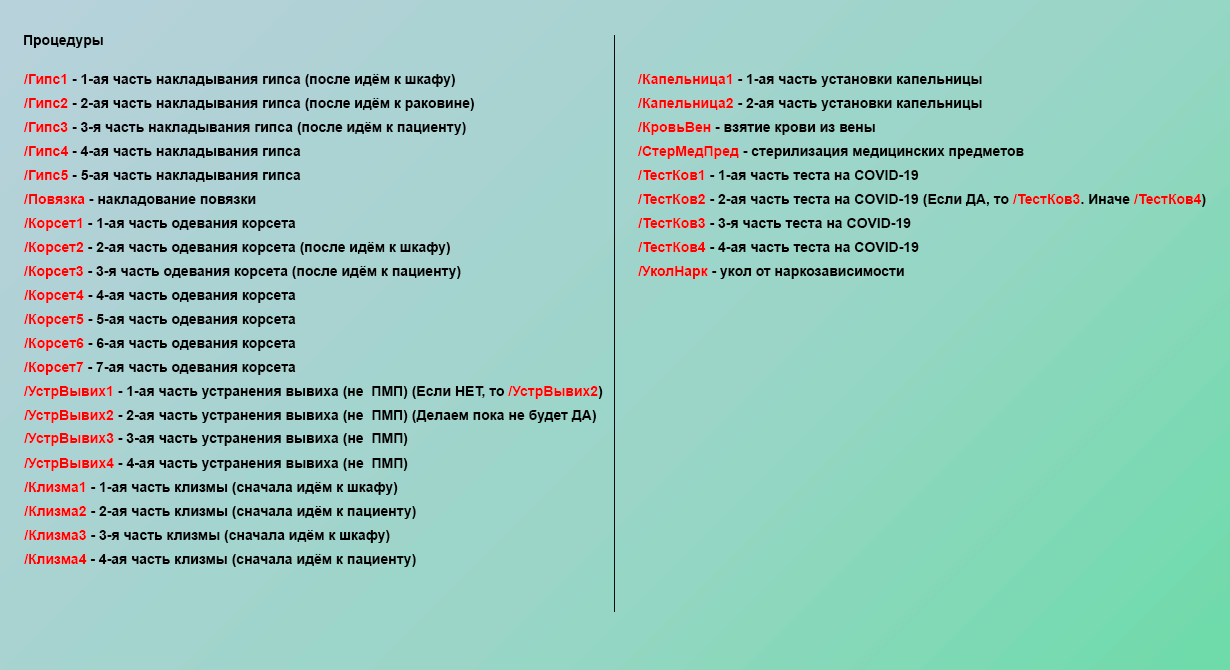 Процедуры
/Гипс1 - 1-ая часть накладывания гипса (после идём к шкафу)
/Гипс2 - 2-ая часть накладывания гипса (после идём к раковине)
/Гипс3 - 3-я часть накладывания гипса (после идём к пациенту)
/Гипс4 - 4-ая часть накладывания гипса
/Гипс5 - 5-ая часть накладывания гипса
/Повязка - накладование повязки
/Корсет1 - 1-ая часть одевания корсета
/Корсет2 - 2-ая часть одевания корсета (после идём к шкафу)
/Корсет3 - 3-я часть одевания корсета (после идём к пациенту)
/Корсет4 - 4-ая часть одевания корсета
/Корсет5 - 5-ая часть одевания корсета
/Корсет6 - 6-ая часть одевания корсета
/Корсет7 - 7-ая часть одевания корсета
/УстрВывих1 - 1-ая часть устранения вывиха (не  ПМП) (Если НЕТ, то /УстрВывих2)
/УстрВывих2 - 2-ая часть устранения вывиха (не  ПМП) (Делаем пока не будет ДА)
/УстрВывих3 - 3-ая часть устранения вывиха (не  ПМП)
/УстрВывих4 - 4-ая часть устранения вывиха (не  ПМП)
/Клизма1 - 1-ая часть клизмы (сначала идём к шкафу)
/Клизма2 - 2-ая часть клизмы (сначала идём к пациенту)
/Клизма3 - 3-я часть клизмы (сначала идём к шкафу)
/Клизма4 - 4-ая часть клизмы (сначала идём к пациенту)
/Капельница1 - 1-ая часть установки капельницы
/Капельница2 - 2-ая часть установки капельницы
/КровьВен - взятие крови из вены
/СтерМедПред - стерилизация медицинских предметов
/ТестКов1 - 1-ая часть теста на COVID-19
/ТестКов2 - 2-ая часть теста на COVID-19 (Если ДА, то /ТестКов3. Иначе /ТестКов4)
/ТестКов3 - 3-я часть теста на COVID-19
/ТестКов4 - 4-ая часть теста на COVID-19
/УколНарк - укол от наркозависимости